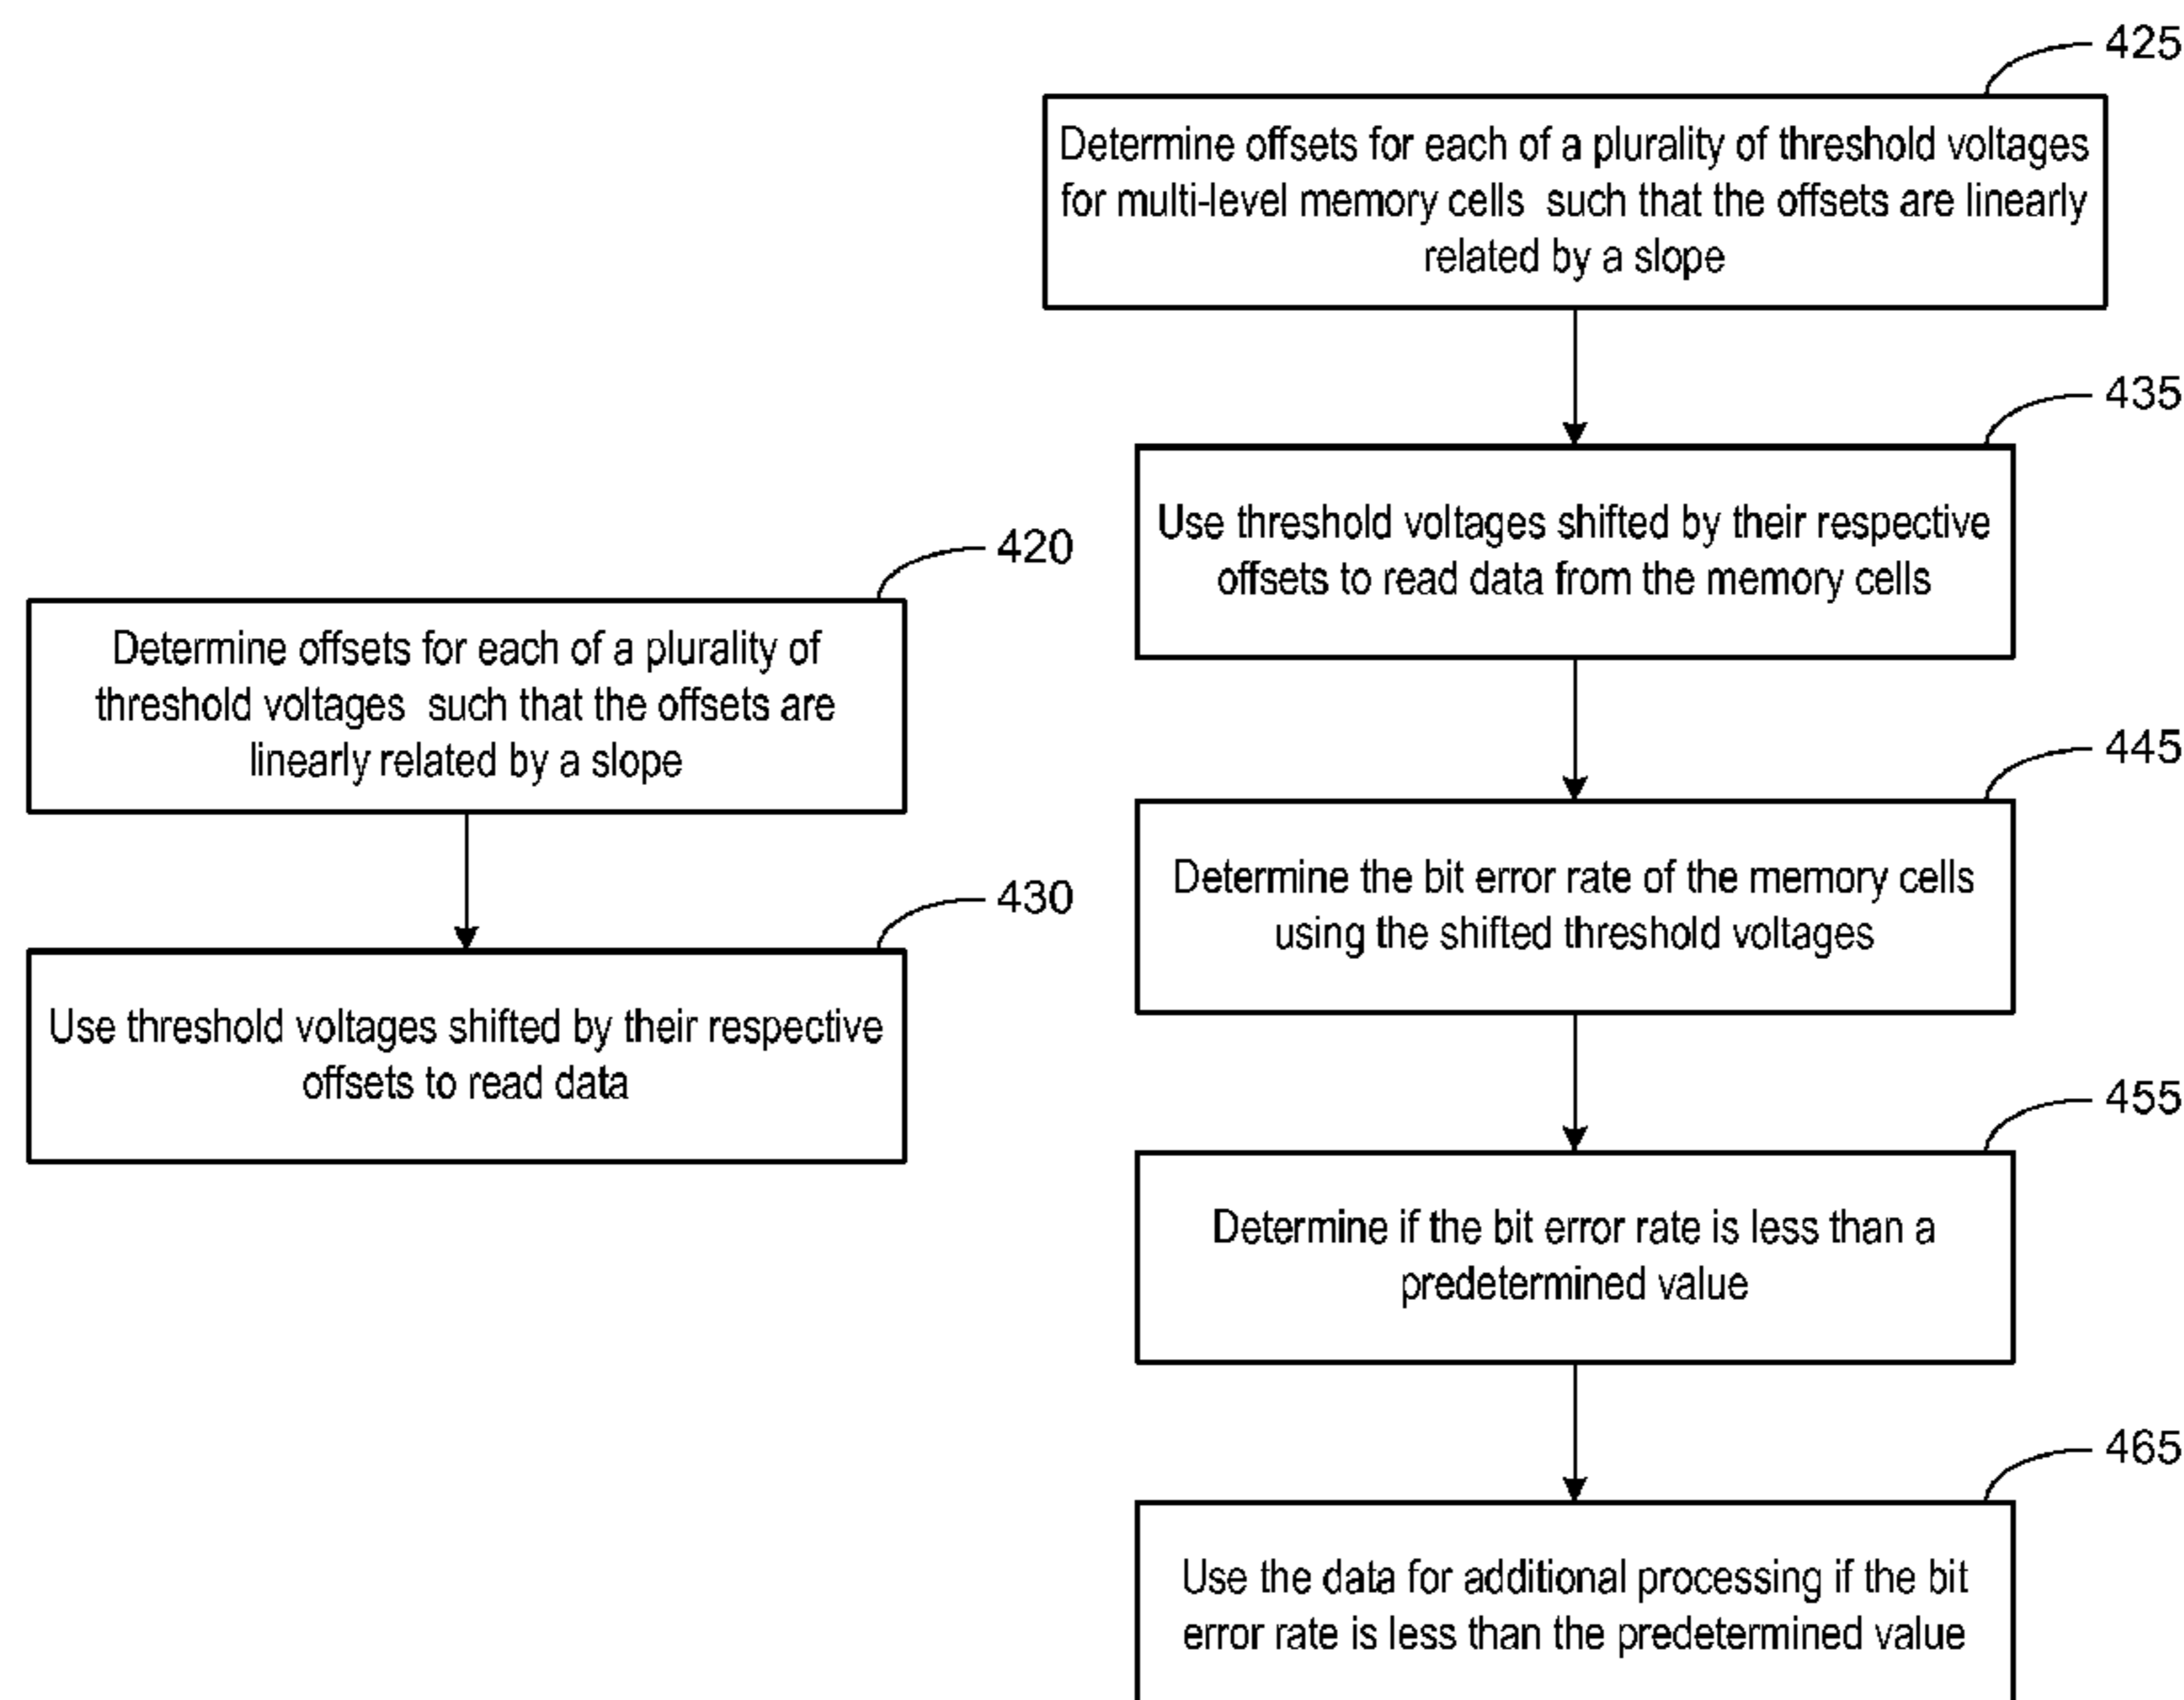 420
Determine offsets for each of a plurality of
threshold voltages such that the offsets are
linearly related by a slope
430
Use threshold voltages shifted by their respective
offsets to read data
425
Determine offsets for each of a plurality of threshold voltages
for multi-level memory cells such that the offsets are linearly
related by a slope
435
Use threshold voltages shifted by their respective
offsets to read data from the memory cells
445
Determine the bit error rate of the memory cells
using the shifted threshold voltages
455
Determine if the bit error rate is less than a
predetermined value
465
Use the data for additional processing if the bit
error rate is less than the predetermined value